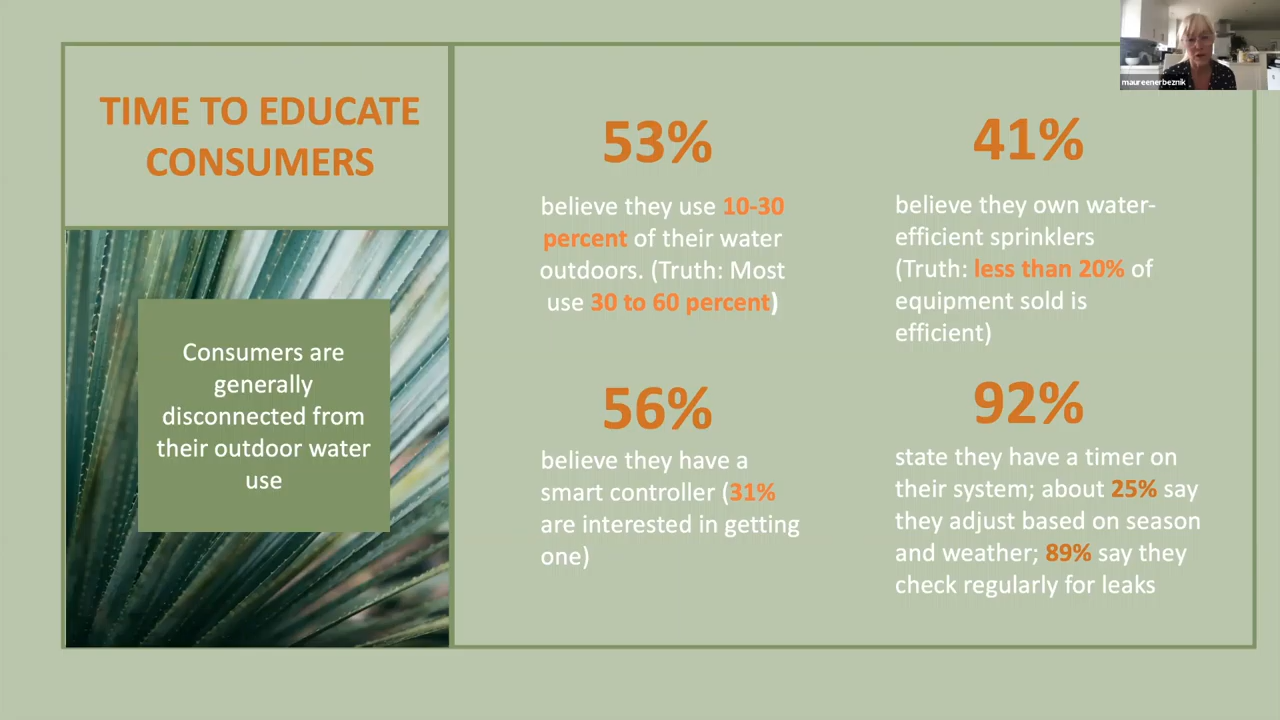 TIME TO EDUCATE
CONSUMERS
Consumers are
generally
disconnected from
their outdoor water
use
53%
believe they use 10-30
percent of their water
outdoors. (Truth: Most
use 30 to 60 percent)
41%
believe they own water-
efficient sprinklers
(Truth: less than 20% of
equipment sold is
efficient)
56%
believe they have a
smart controller (31%
are interested in getting
one)
92%
state they have a timer on
their system; about 25% say
they adjust based on season
and weather; 89% say they
check regularly for leaks
maureenerbeznik